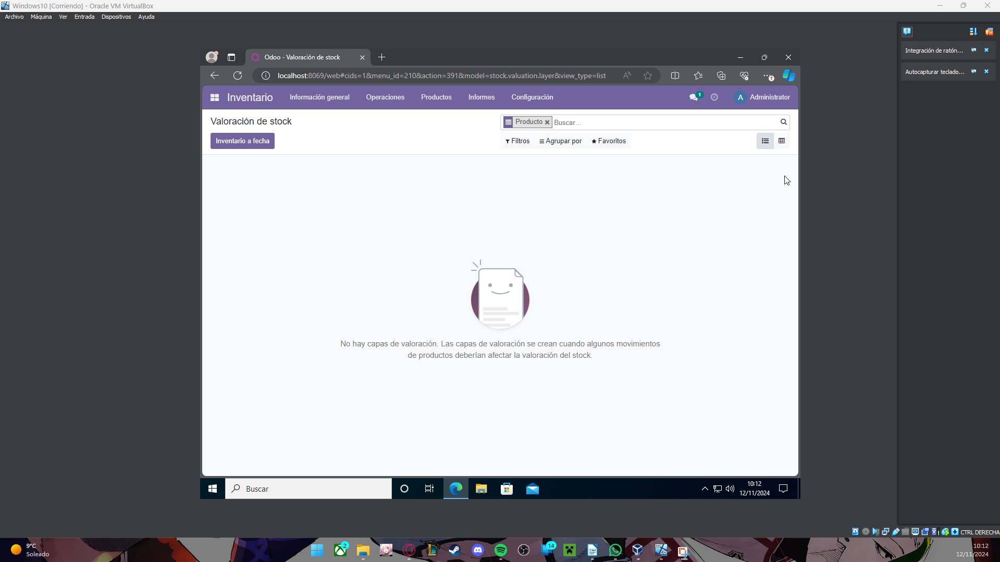 Windows10 [Corriendo] - Oracle VM VirtualBox
Archivo Máquina Ver Entrada Dispositivos Ayuda
Integración de ratón...
Autocapturar teclado...
Odoo - Valoración de stock
localhost:8069/web#cids=1&menu_id=210&action=391&model=stock.valuation.layer&view_type=list
Inventario Información general Operaciones Productos Informes Configuración 1 A Administrator
Valoración de stock
Producto Buscar...
Inventario a fecha
Filtros Agrupar por Favoritos
No hay capas de valoración. Las capas de valoración se crean cuando algunos movimientos
de productos deberían afectar la valoración del stock.
Buscar
10:12
12/11/2024
CTRL DERECHA
9°C
Soleado
2
14
10:12
12/11/2024